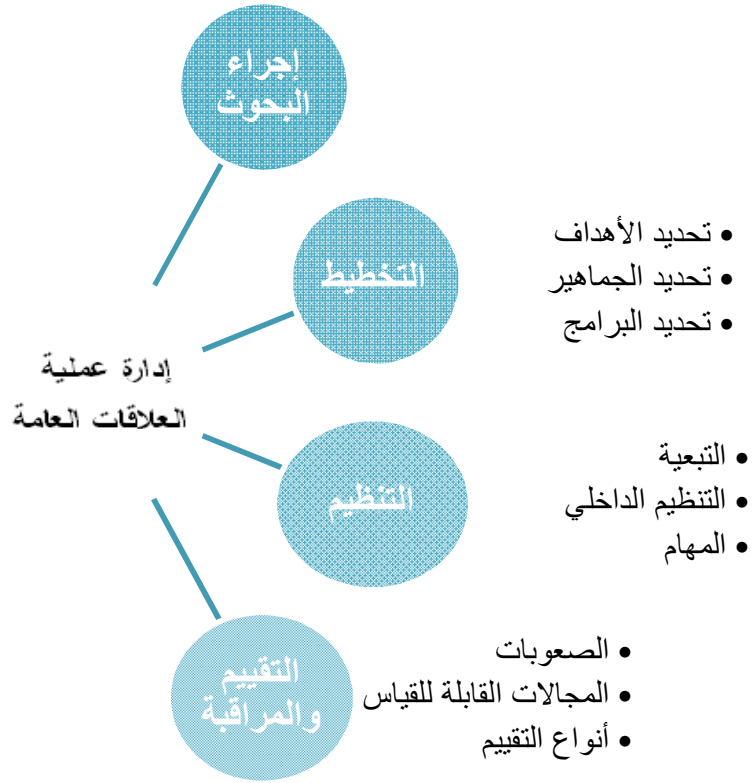 إجراء
البحوث
التخطيط
• تحديد الأهداف
• تحديد الجماهير
• تحديد البرامج
إدارة عملية
العلاقات العامة
التنظيم
• التبعية
• التنظيم الداخلي
• المهام
التقييم
والمراقبة
• الصعوبات
• المجالات القابلة للقياس
• أنواع التقييم